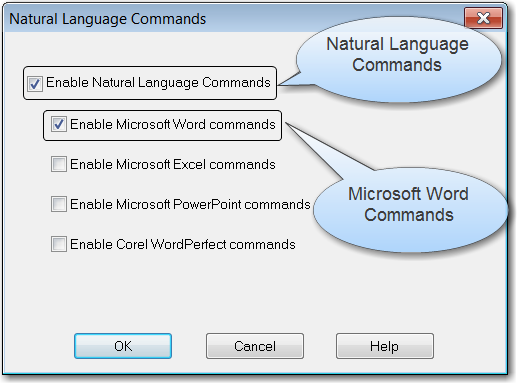 Natural Language Commands
Natural Language
Commands
Enable Natural Language Commands
Enable Microsoft Word commands
Enable Microsoft Excel commands
Microsoft Word
Commands
Enable Microsoft PowerPoint commands
Enable Corel WordPerfect commands
OK
Cancel
Help